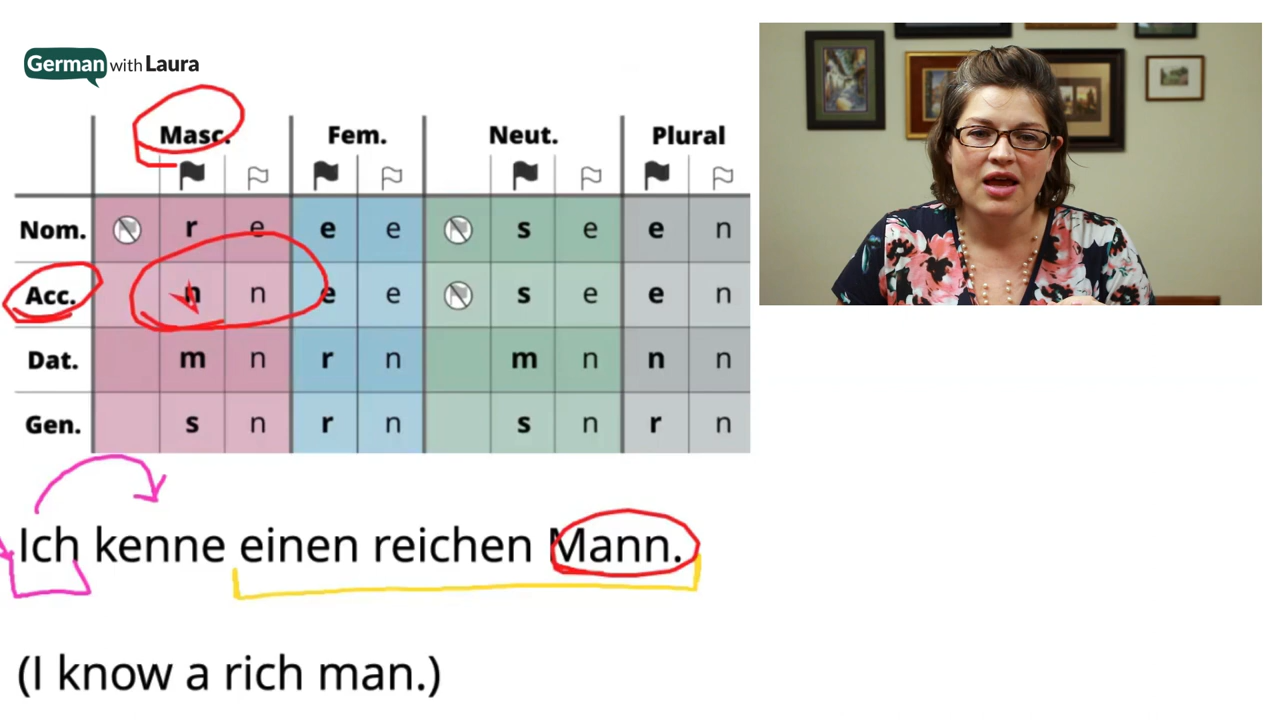 German with Laura
Masc. Fem. Neut. Plural
Nom. r e e e s e e n
Acc. n n e e s e e n
Dat. m n r n m n n n
Gen. s n r n s n r n
Ich kenne einen reichen Mann.
(I know a rich man.)